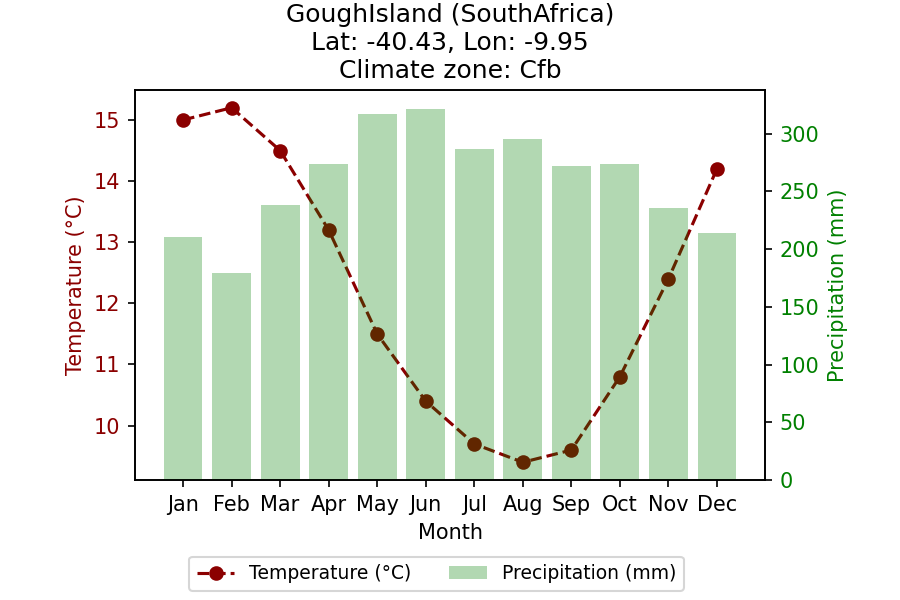 GoughIsland (SouthAfrica)
Lat: -40.43, Lon: -9.95
Climate zone: Cfb
Temperature (°C)
15
14
13
12
11
10
Precipitation (mm)
300
250
200
150
100
50
0
Jan Feb Mar Apr May Jun Jul Aug Sep Oct Nov Dec
Month
Temperature (°C) Precipitation (mm)